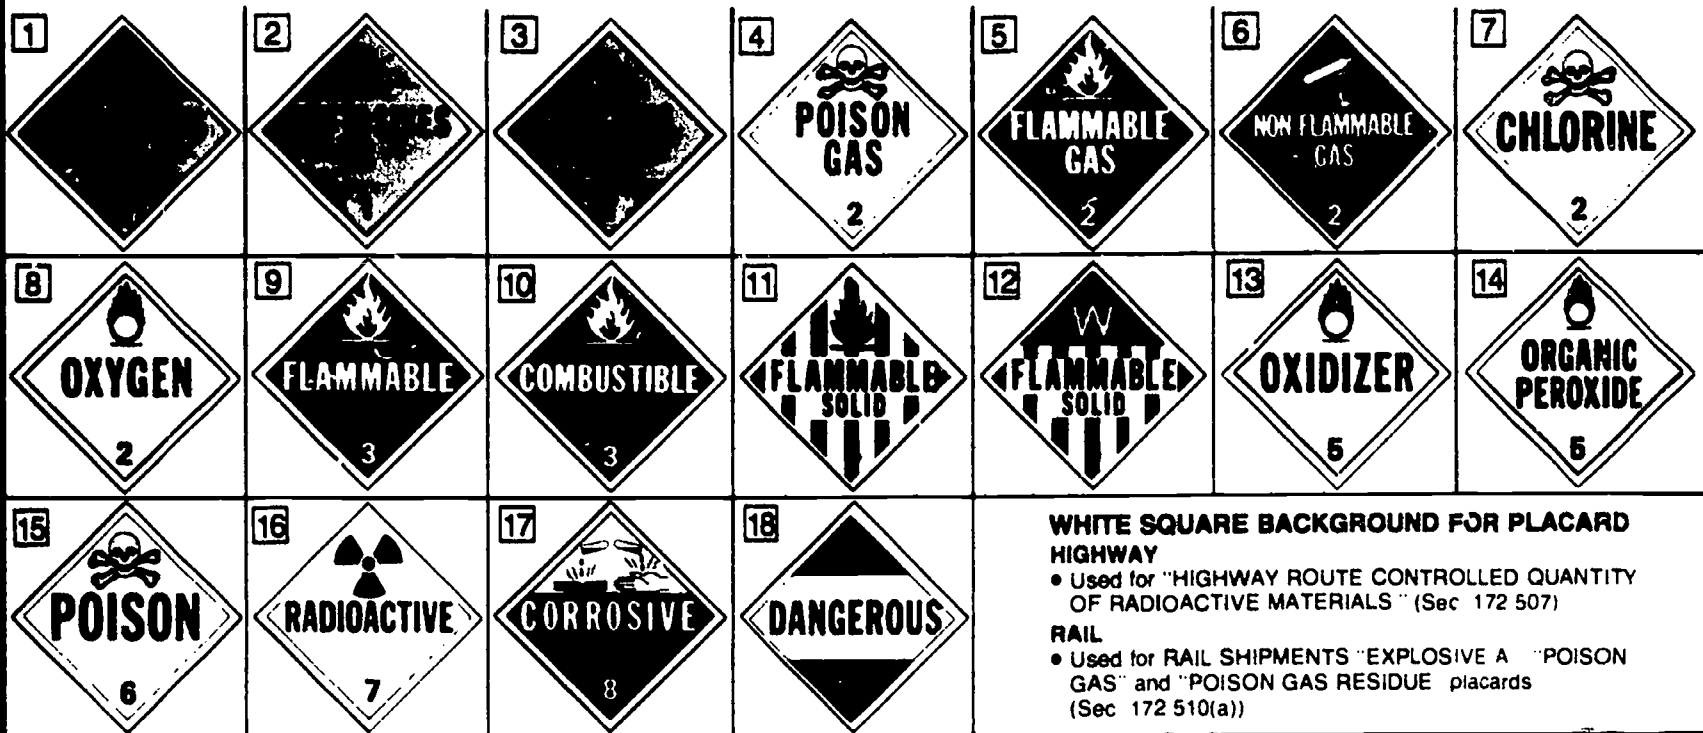 1
2
3
4
POISON
GAS
2
5
FLAMMABLE
GAS
2
6
NON FLAMMABLE
GAS
2
7
CHLORINE
2
8
OXYGEN
2
9
FLAMMABLE
3
10
COMBUSTIBLE
3
11
FLAMMABLE
SOLID
12
W
FLAMMABLE
SOLID
13
OXIDIZER
5
14
ORGANIC
PEROXIDE
5
15
POISON
6
16
RADIOACTIVE
7
17
CORROSIVE
8
18
DANGEROUS
WHITE SQUARE BACKGROUND FOR PLACARD
HIGHWAY
• Used for "HIGHWAY ROUTE CONTROLLED QUANTITY
OF RADIOACTIVE MATERIALS " (Sec 172 507)
RAIL
• Used for RAIL SHIPMENTS "EXPLOSIVE A "POISON
GAS" and "POISON GAS RESIDUE placards
(Sec 172 510(a))